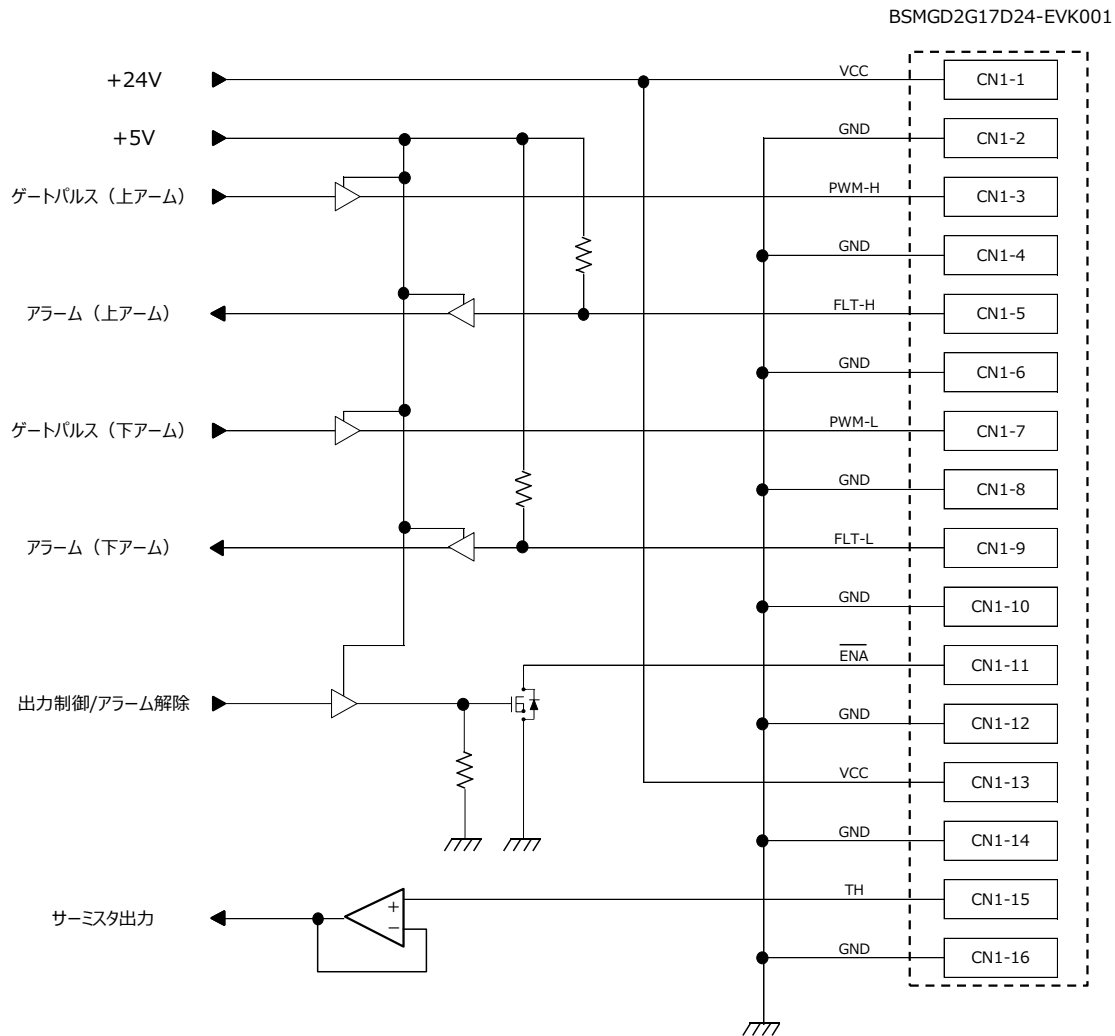 BSMGD2G17D24-EVK001
+24V
VCC
CN1-1
+5V
GND
CN1-2
ゲートパルス（上アーム）
PWM-H
CN1-3
GND
CN1-4
アラーム（上アーム）
FLT-H
CN1-5
GND
CN1-6
ゲートパルス（下アーム）
PWM-L
CN1-7
GND
CN1-8
アラーム（下アーム）
FLT-L
CN1-9
GND
CN1-10
ENA
CN1-11
出力制御/アラーム解除
GND
CN1-12
VCC
CN1-13
GND
CN1-14
サーミスタ出力
+
−
TH
CN1-15
GND
CN1-16